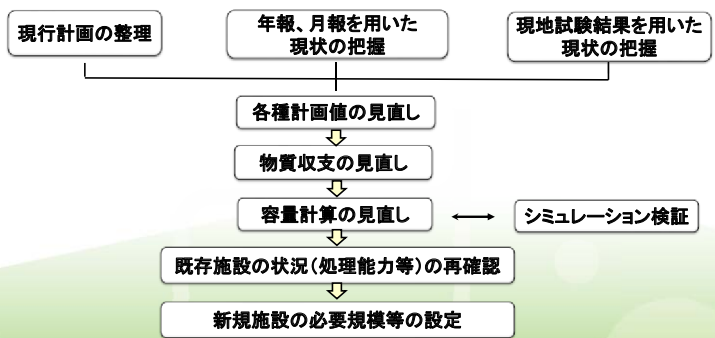 現行計画の整理
年報、月報を用いた
現状の把握
現地試験結果を用いた
現状の把握
各種計画値の見直し
物質収支の見直し
容量計算の見直し
シミュレーション検証
既存施設の状況（処理能力等）の再確認
新規施設の必要規模等の設定